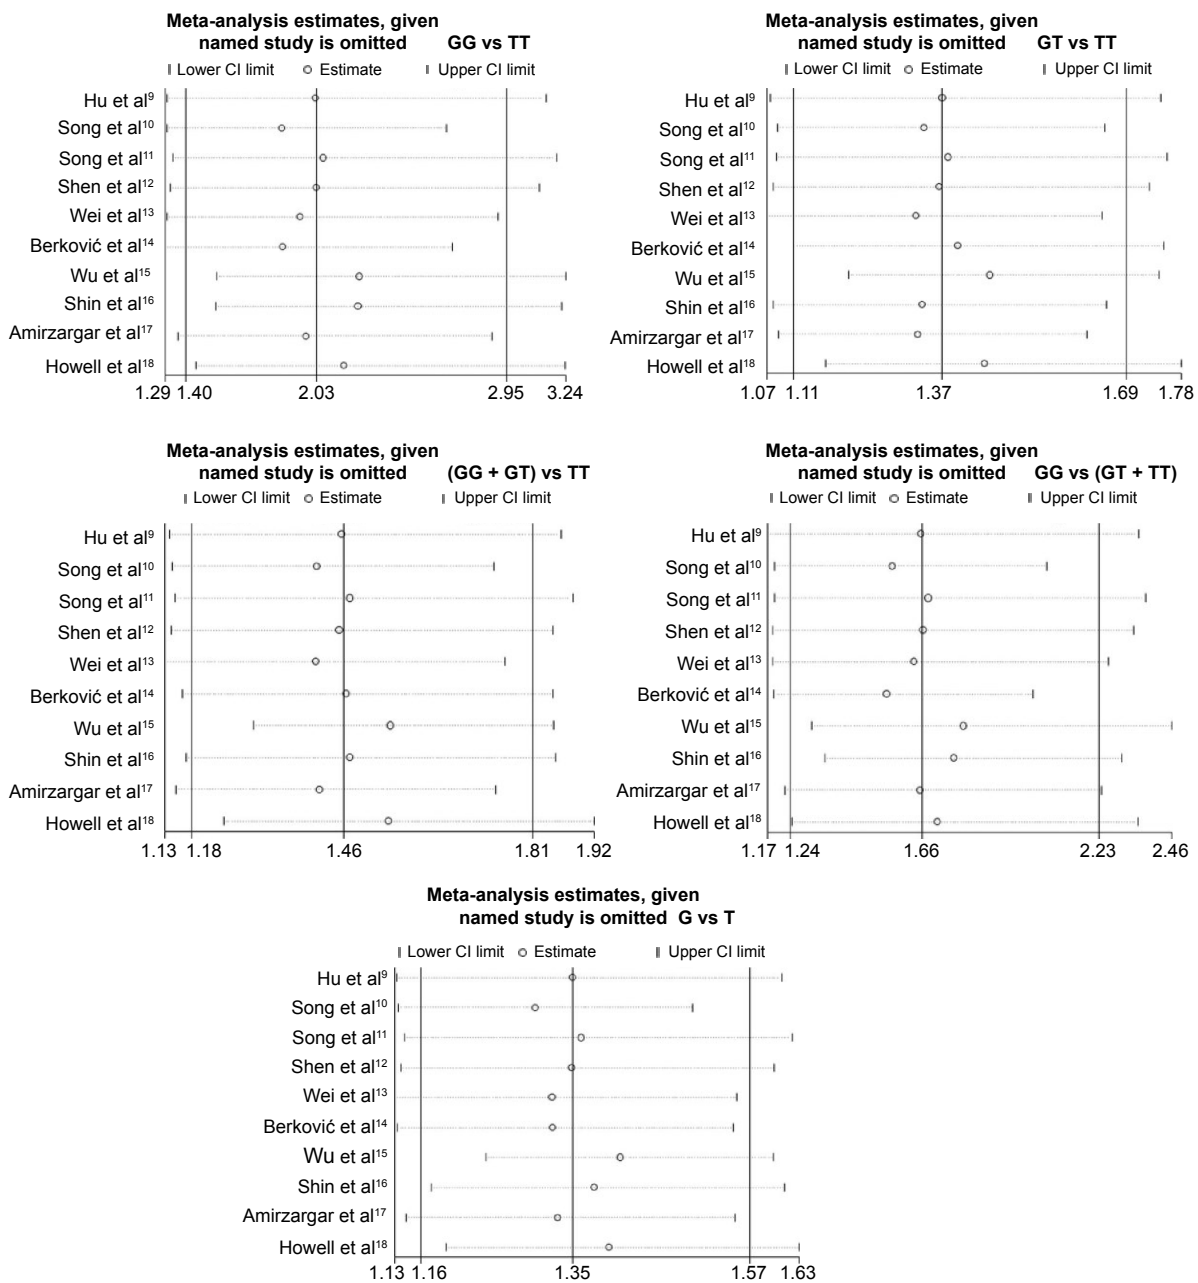 Meta-analysis estimates, given
named study is omitted GG vs TT
Lower CI limit Estimate Upper CI limit
Hu et al9
Song et al10
Song et al11
Shen et al12
Wei et al13
Berković et al14
Wu et al15
Shin et al16
Amirzargar et al17
Howell et al18
1.29 1.40 2.03 2.95 3.24
Meta-analysis estimates, given
named study is omitted GT vs TT
Lower CI limit Estimate Upper CI limit
Hu et al9
Song et al10
Song et al11
Shen et al12
Wei et al13
Berković et al14
Wu et al15
Shin et al16
Amirzargar et al17
Howell et al18
1.07 1.11 1.37 1.69 1.78
Meta-analysis estimates, given
named study is omitted (GG + GT) vs TT
Lower CI limit Estimate Upper CI limit
Hu et al9
Song et al10
Song et al11
Shen et al12
Wei et al13
Berković et al14
Wu et al15
Shin et al16
Amirzargar et al17
Howell et al18
1.13 1.18 1.46 1.81 1.92
Meta-analysis estimates, given
named study is omitted GG vs (GT + TT)
Lower CI limit Estimate Upper CI limit
Hu et al9
Song et al10
Song et al11
Shen et al12
Wei et al13
Berković et al14
Wu et al15
Shin et al16
Amirzargar et al17
Howell et al18
1.17 1.24 1.66 2.23 2.46
Meta-analysis estimates, given
named study is omitted G vs T
Lower CI limit Estimate Upper CI limit
Hu et al9
Song et al10
Song et al11
Shen et al12
Wei et al13
Berković et al14
Wu et al15
Shin et al16
Amirzargar et al17
Howell et al18
1.13 1.16 1.35 1.57 1.63